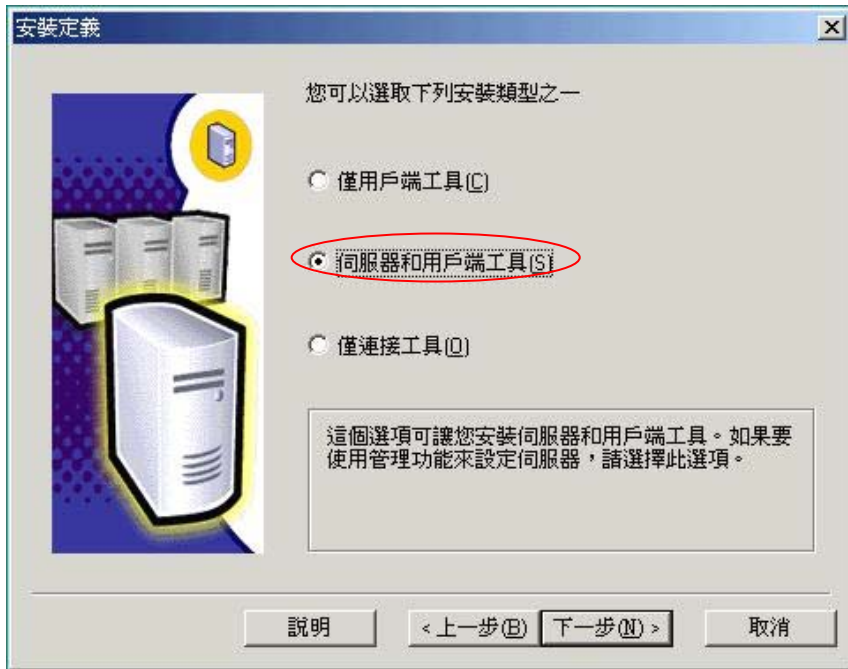 安裝定義
您可以選取下列安裝類型之一
僅用戶端工具(C)
伺服器和用戶端工具(S)
僅連接工具(O)
這個選項可讓您安裝伺服器和用戶端工具。如果要
使用管理功能來設定伺服器，請選擇此選項。
說明
<上一步(B)
下一步(N)>
取消